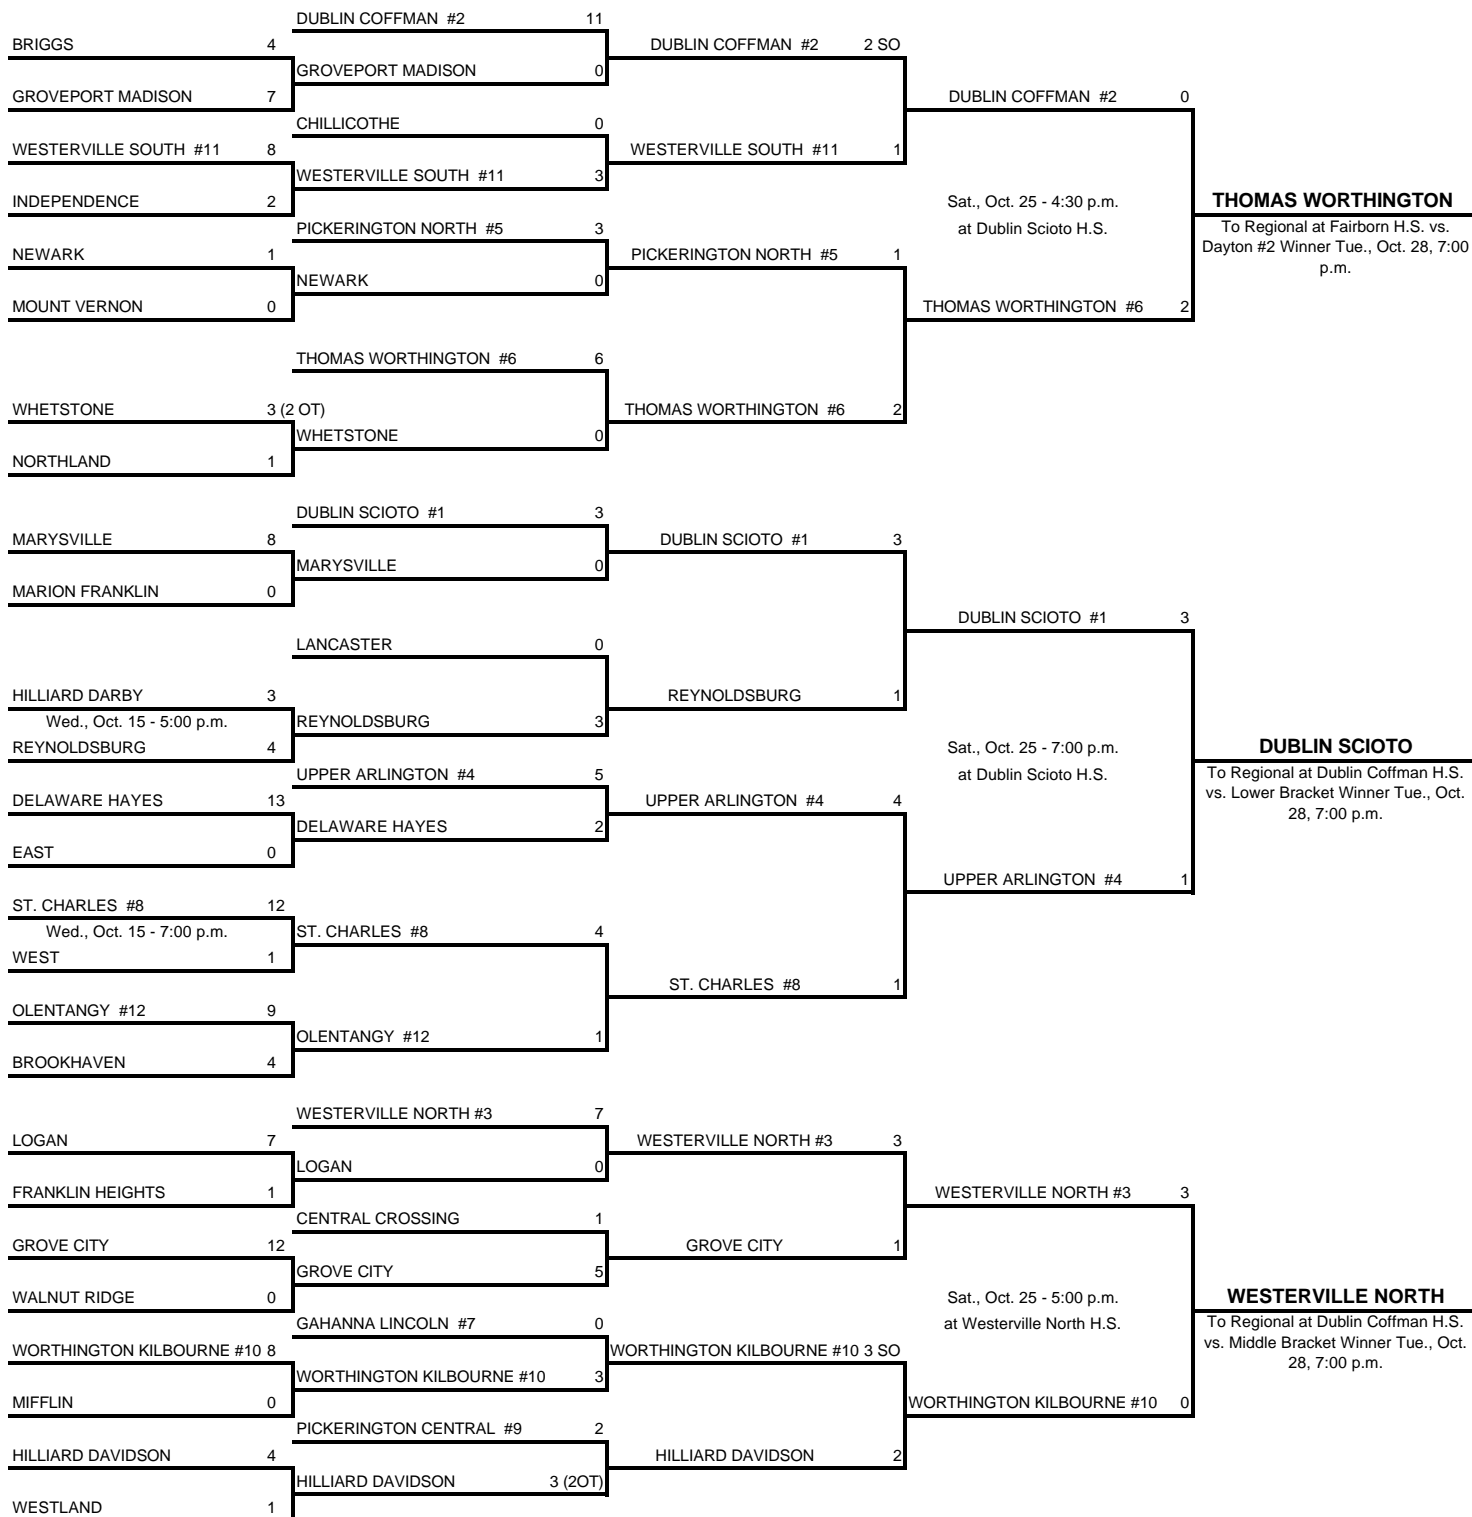 DUBLIN COFFMAN #2 11
BRIGGS 4
DUBLIN COFFMAN #2 2 SO
GROVEPORT MADISON 0
GROVEPORT MADISON 7
DUBLIN COFFMAN #2 0
CHILLICOTHE 0
WESTERVILLE SOUTH #11 8
WESTERVILLE SOUTH #11 1
WESTERVILLE SOUTH #11 3
INDEPENDENCE 2
Sat., Oct. 25 - 4:30 p.m.
THOMAS WORTHINGTON
PICKERINGTON NORTH #5 3
at Dublin Scioto H.S.
To Regional at Fairborn H.S. vs.
Dayton #2 Winner Tue., Oct. 28, 7:00
p.m.
NEWARK 1
PICKERINGTON NORTH #5 1
NEWARK 0
MOUNT VERNON 0
THOMAS WORTHINGTON #6 2
THOMAS WORTHINGTON #6 6
WHETSTONE 3 (2 OT)
THOMAS WORTHINGTON #6 2
WHETSTONE 0
NORTHLAND 1
DUBLIN SCIOTO #1 3
MARYSVILLE 8
DUBLIN SCIOTO #1 3
MARYSVILLE 0
MARION FRANKLIN 0
DUBLIN SCIOTO #1 3
LANCASTER 0
HILLIARD DARBY 3
REYNOLDSBURG 1
Wed., Oct. 15 - 5:00 p.m.
REYNOLDSBURG 3
REYNOLDSBURG 4
Sat., Oct. 25 - 7:00 p.m.
DUBLIN SCIOTO
UPPER ARLINGTON #4 5
at Dublin Scioto H.S.
To Regional at Dublin Coffman H.S.
vs. Lower Bracket Winner Tue., Oct.
28, 7:00 p.m.
DELAWARE HAYES 13
UPPER ARLINGTON #4 4
DELAWARE HAYES 2
EAST 0
UPPER ARLINGTON #4 1
ST. CHARLES #8 12
Wed., Oct. 15 - 7:00 p.m.
ST. CHARLES #8 4
WEST 1
ST. CHARLES #8 1
OLENTANGY #12 9
OLENTANGY #12 1
BROOKHAVEN 4
WESTERVILLE NORTH #3 7
LOGAN 7
WESTERVILLE NORTH #3 3
LOGAN 0
FRANKLIN HEIGHTS 1
WESTERVILLE NORTH #3 3
CENTRAL CROSSING 1
GROVE CITY 12
GROVE CITY 1
GROVE CITY 5
WALNUT RIDGE 0
Sat., Oct. 25 - 5:00 p.m.
WESTERVILLE NORTH
GAHANNA LINCOLN #7 0
at Westerville North H.S.
To Regional at Dublin Coffman H.S.
vs. Middle Bracket Winner Tue., Oct.
28, 7:00 p.m.
WORTHINGTON KILBOURNE #10 8
WORTHINGTON KILBOURNE #10 3 SO
WORTHINGTON KILBOURNE #10 3
MIFFLIN 0
WORTHINGTON KILBOURNE #10 0
PICKERINGTON CENTRAL #9 2
HILLIARD DAVIDSON 4
HILLIARD DAVIDSON 2
HILLIARD DAVIDSON 3 (2OT)
WESTLAND 1